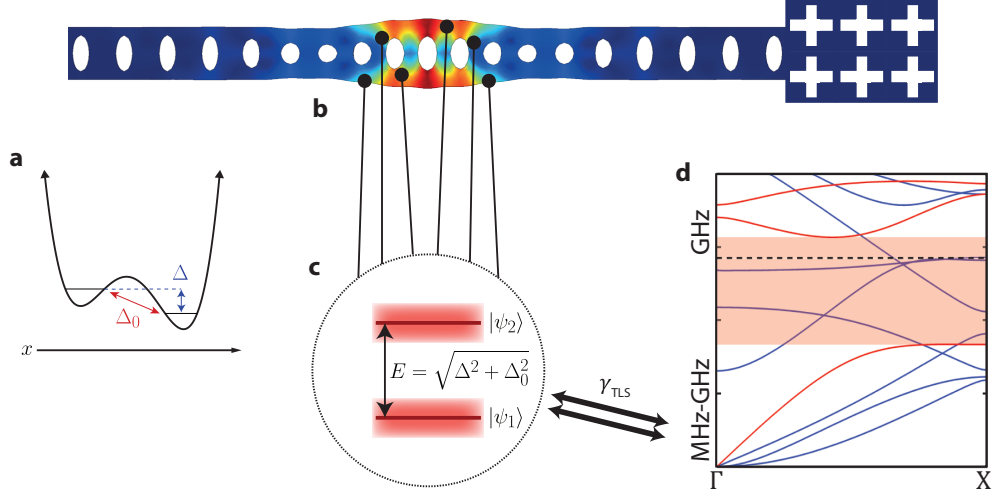 b
a
Δ
Δ₀
x
c
|ψ₂⟩
E = √(Δ² + Δ₀²)
|ψ₁⟩
γTLS
d
GHz
MHz-GHz
Γ
X